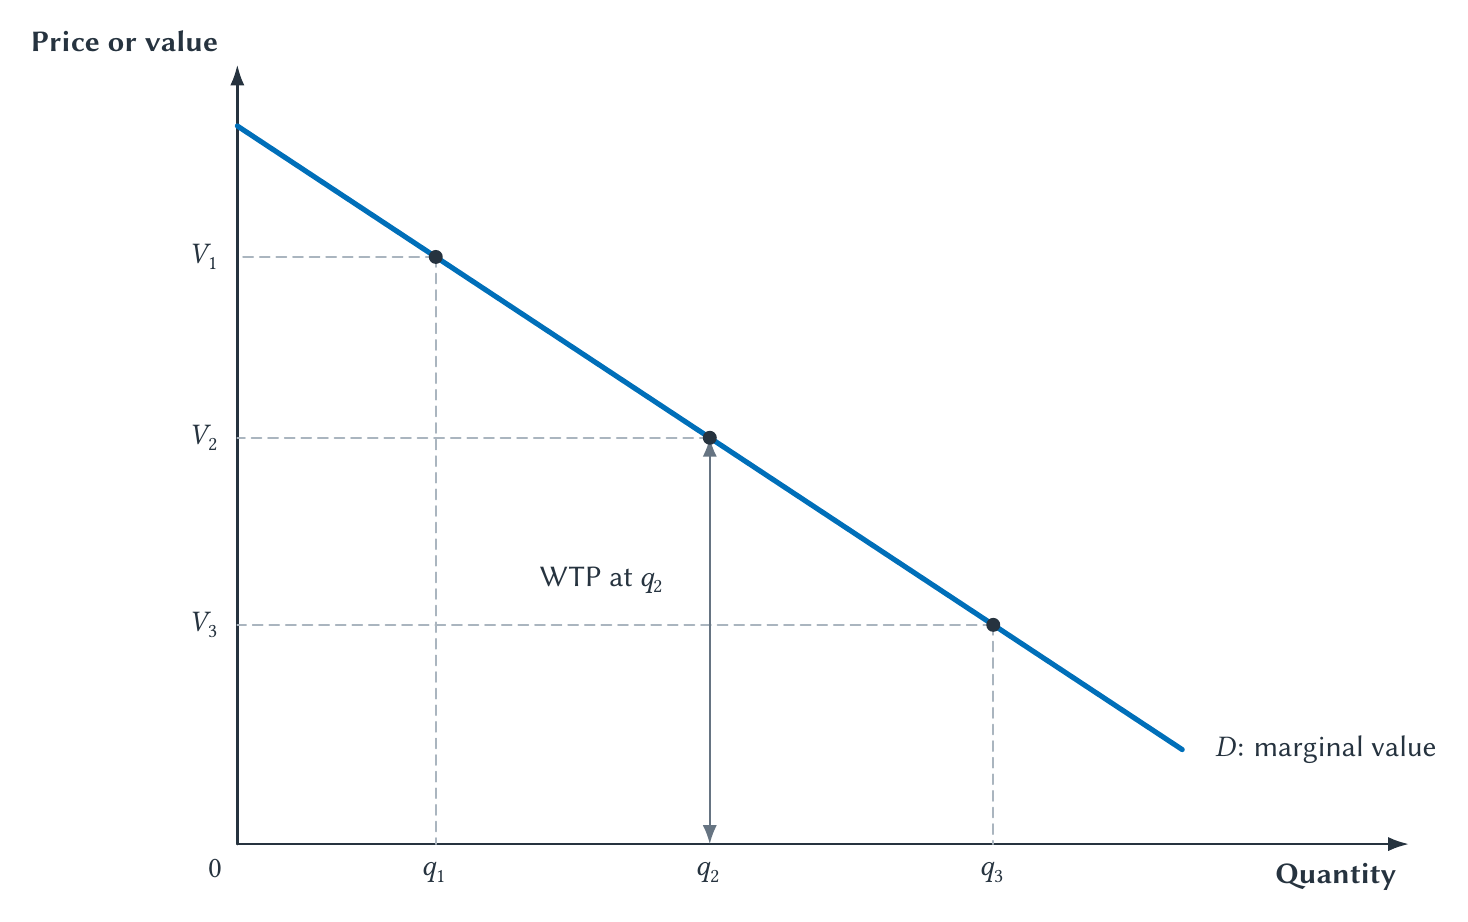 Price or value
V₁
V₂
WTP at q₂
V₃
D: marginal value
0
q₁
q₂
q₃
Quantity